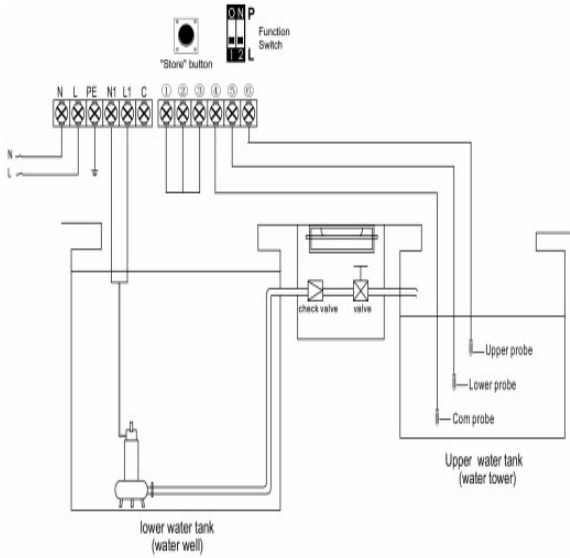 ON P
Function
Switch
1 2 L
"Store" button
N L PE N1 L1 C ① ② ③ ④ ⑤ ⑥
N
L
check valve
valve
Upper probe
Lower probe
Com probe
Upper water tank
(water tower)
lower water tank
(water well)